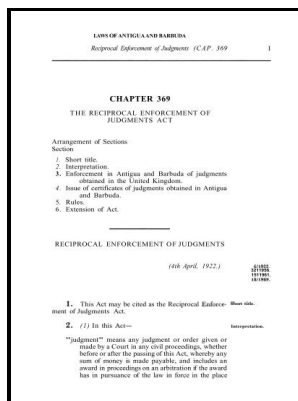 LAWS OF ANTIGUA AND BARBUDA
Reciprocal Enforcement of Judgments (CAP. 369 1
CHAPTER 369
THE RECIPROCAL ENFORCEMENT OF
JUDGMENTS ACT
Arrangement of Sections
Section
1. Short title.
2. Interpretation.
3. Enforcement in Antigua and Barbuda of judgments
obtained in the United Kingdom.
4. Issue of certificates of judgments obtained in Antigua
and Barbuda.
5. Rules.
6. Extension of Act.
RECIPROCAL ENFORCEMENT OF JUDGMENTS
(4th April, 1922.)
1. This Act may be cited as the Reciprocal Enforce- Short title.
ment of Judgments Act.
2. (1) In this Act— Interpretation.
"judgment" means any judgment or order given or
made by a Court in any civil proceedings, whether
before or after the passing of this Act, whereby any
sum of money is made payable, and includes an
award in proceedings on an arbitration if the award
has in pursuance of the law in force in the place